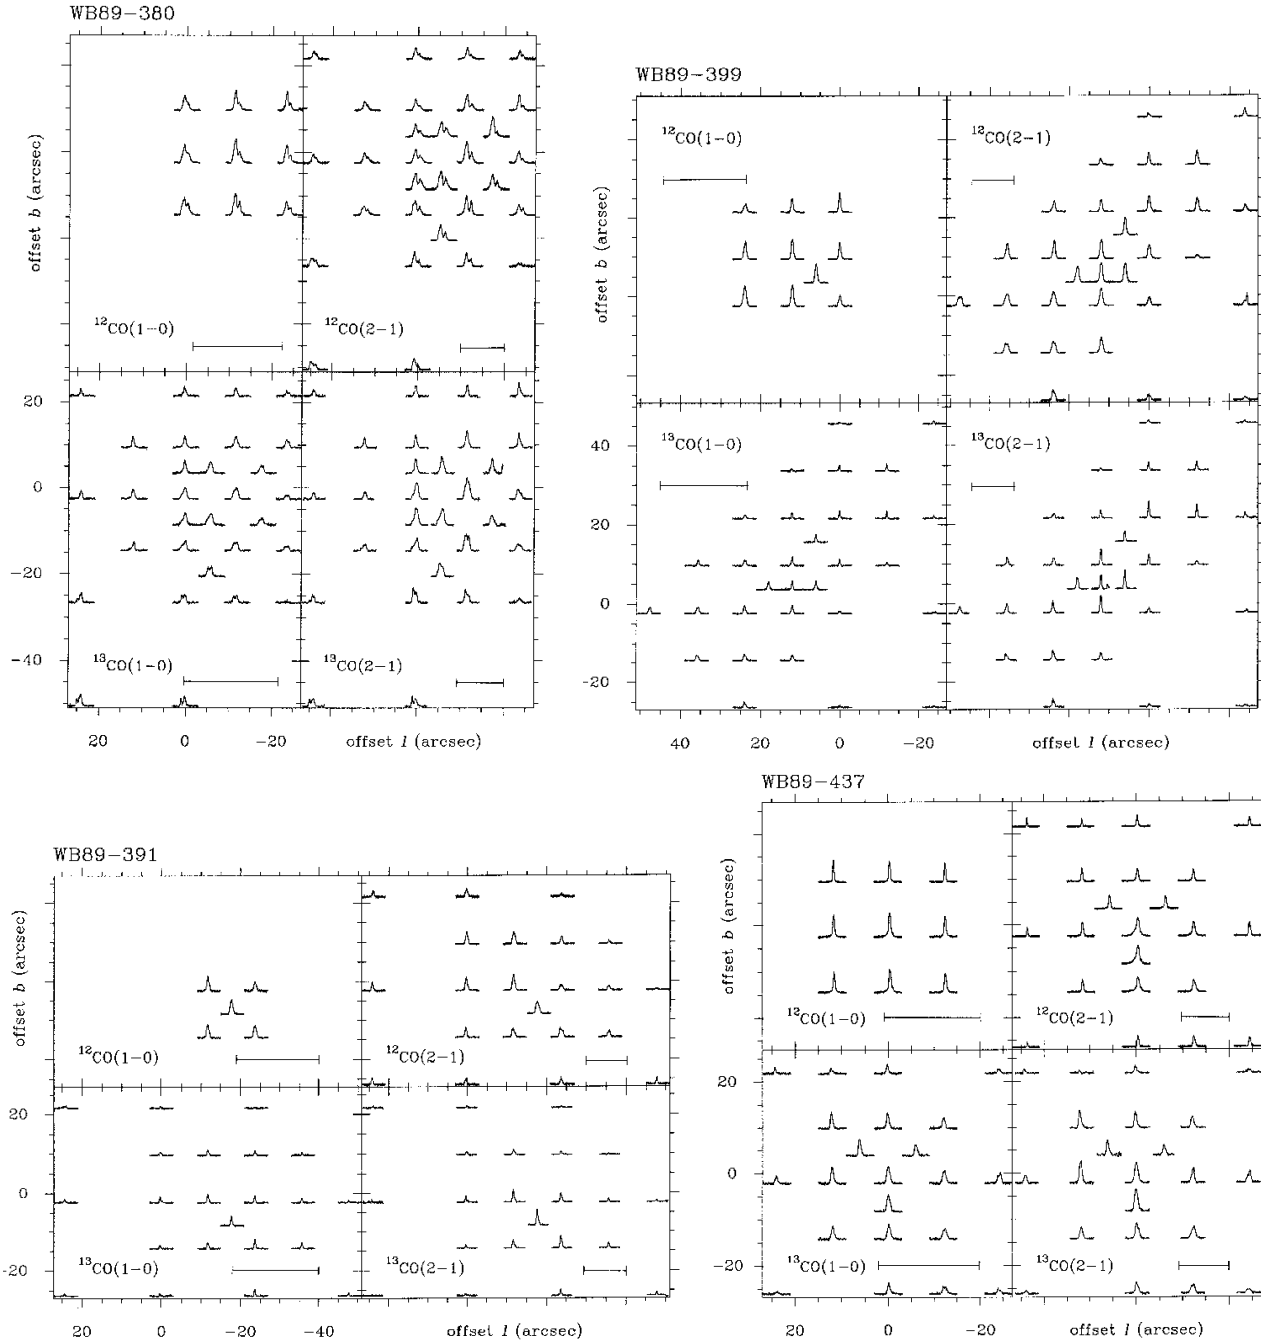 WB89-380
offset b (arcsec)
¹²CO(1-0)
¹²CO(2-1)
20
0
-20
-40
¹³CO(1-0)
¹³CO(2-1)
20
0
-20
offset l (arcsec)
WB89-399
offset b (arcsec)
¹²CO(1-0)
¹²CO(2-1)
¹³CO(1-0)
¹³CO(2-1)
40
20
0
-20
40
20
0
-20
offset l (arcsec)
WB89-391
offset b (arcsec)
¹²CO(1-0)
¹²CO(2-1)
20
0
-20
¹³CO(1-0)
¹³CO(2-1)
20
0
-20
-40
offset l (arcsec)
WB89-437
offset b (arcsec)
¹²CO(1-0)
¹²CO(2-1)
20
0
-20
¹³CO(1-0)
¹³CO(2-1)
20
0
-20
offset l (arcsec)